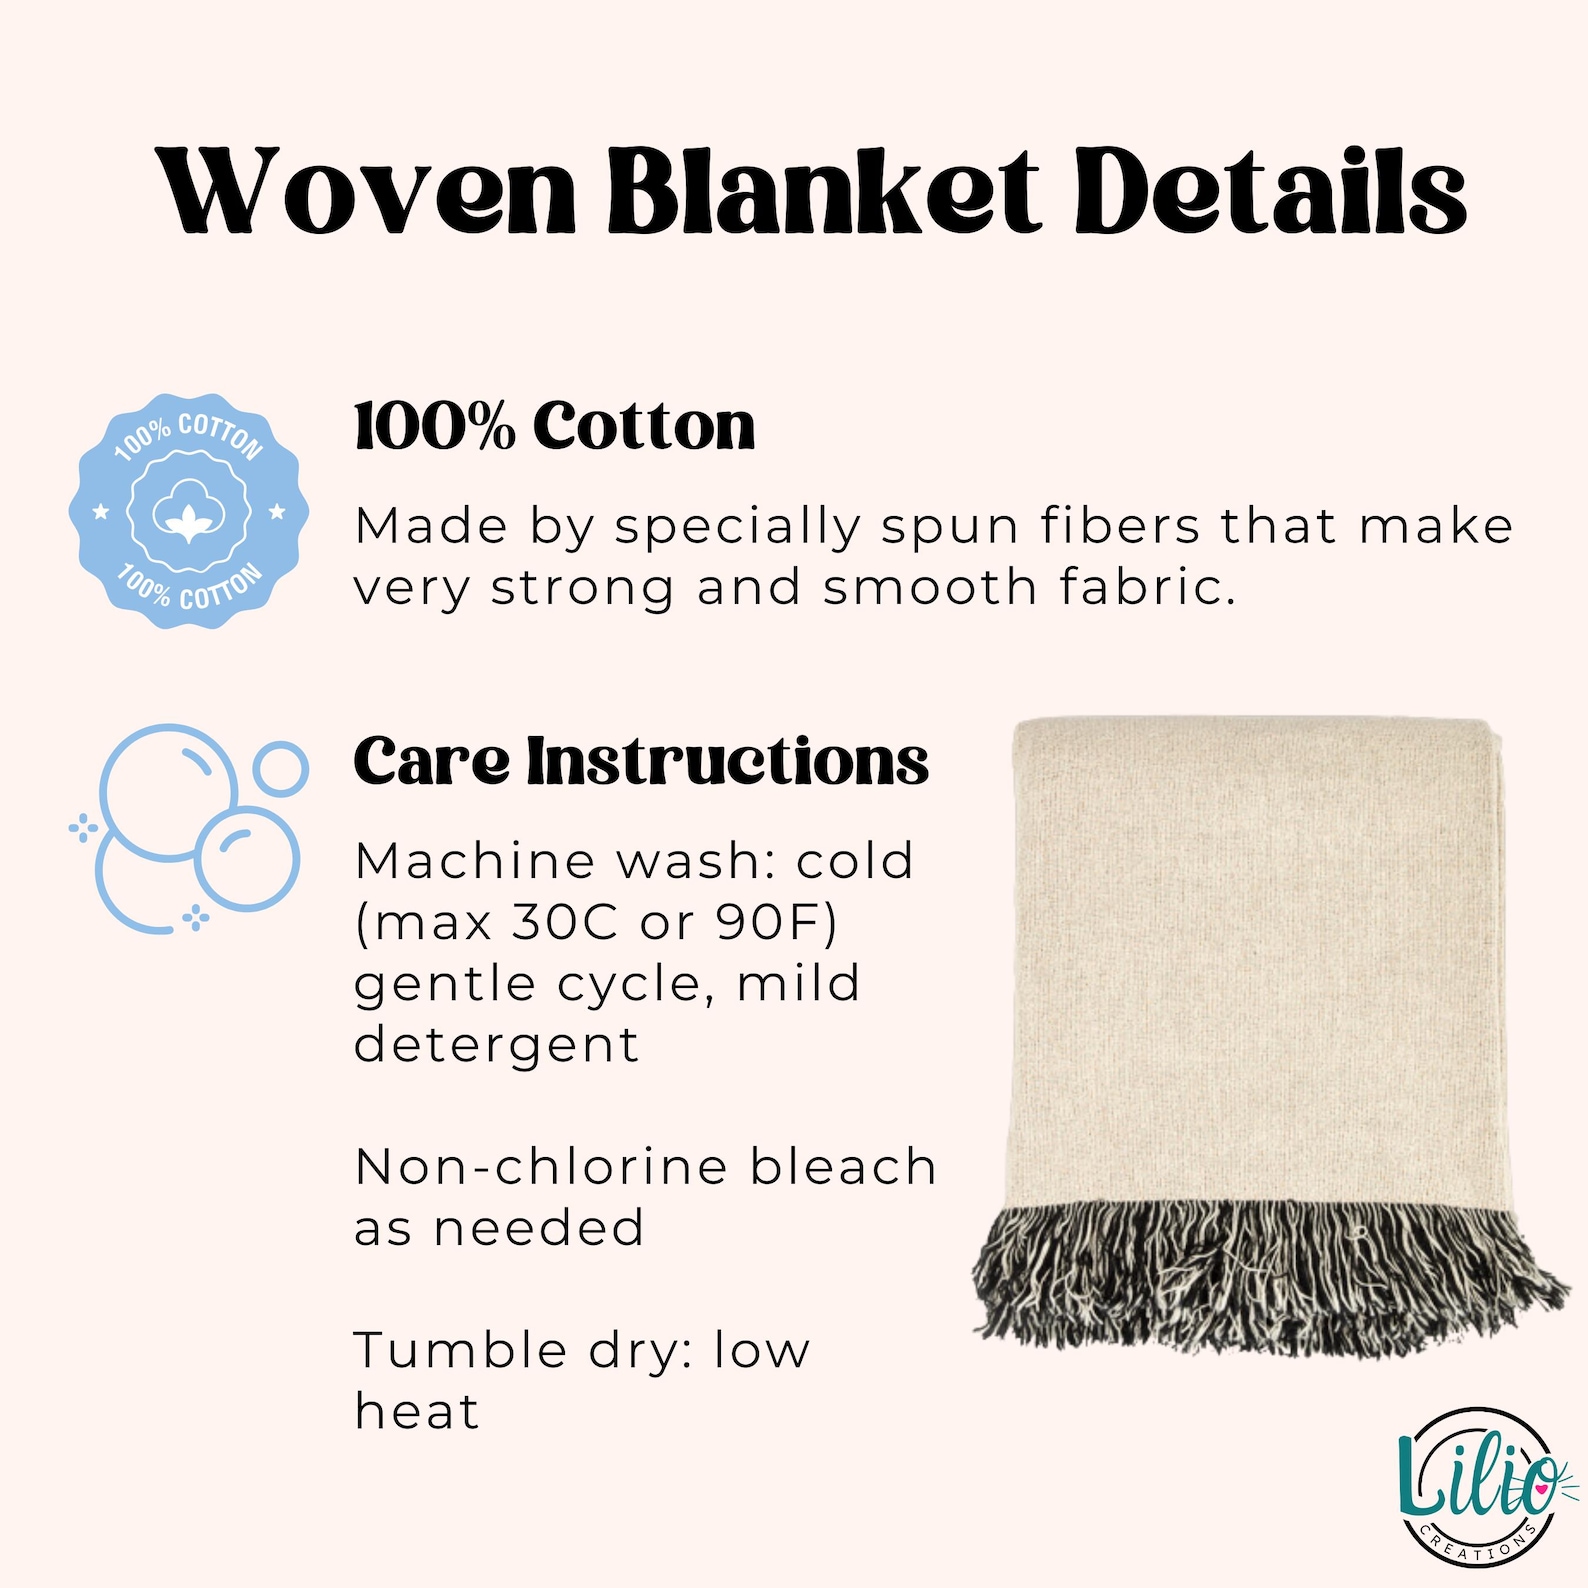 Woven Blanket Details
100% COTTON
100% COTTON
100% Cotton
Made by specially spun fibers that make
very strong and smooth fabric.
Care Instructions
Machine wash: cold
(max 30C or 90F)
gentle cycle, mild
detergent
Non-chlorine bleach
as needed
Tumble dry: low
heat
Lilio
CREATIONS